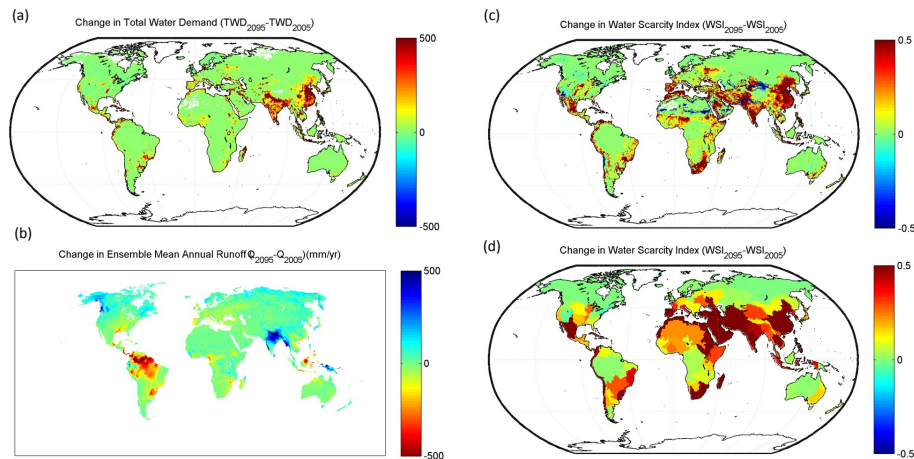 (a)
Change in Total Water Demand (TWD2095-TWD2005)
500
0
-500
(b)
Change in Ensemble Mean Annual Runoff (Q2095-Q2005)(mm/yr)
500
0
-500
(c)
Change in Water Scarcity Index (WSI2095-WSI2005)
0.5
0
-0.5
(d)
Change in Water Scarcity Index (WSI2095-WSI2005)
0.5
0
-0.5